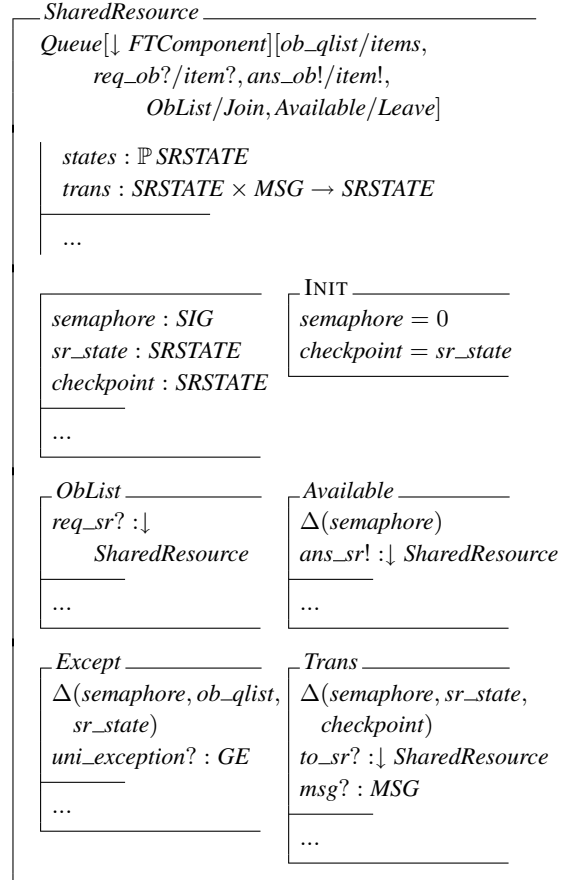 SharedResource
Queue[↓ FTComponent][ob_qlist/items,
req_ob?/item?, ans_ob!/item!,
ObList/Join, Available/Leave]
states : ℙ SRSTATE
trans : SRSTATE × MSG → SRSTATE
...
semaphore : SIG
sr_state : SRSTATE
checkpoint : SRSTATE
...
INIT
semaphore = 0
checkpoint = sr_state
ObList
req_sr? :↓
SharedResource
...
Available
Δ(semaphore)
ans_sr! :↓ SharedResource
...
Except
Δ(semaphore, ob_qlist,
sr_state)
uni_exception? : GE
...
Trans
Δ(semaphore, sr_state,
checkpoint)
to_sr? :↓ SharedResource
msg? : MSG
...